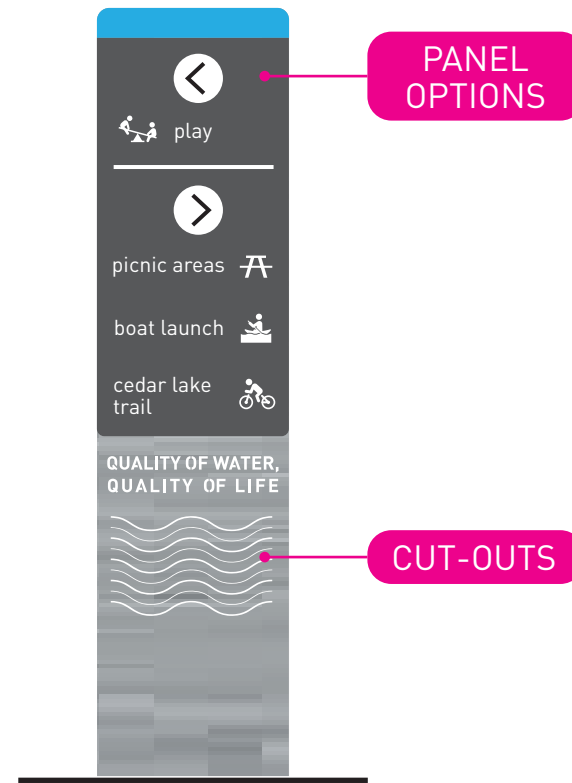 PANEL
OPTIONS
play
picnic areas
boat launch
cedar lake
trail
QUALITY OF WATER,
QUALITY OF LIFE
CUT-OUTS